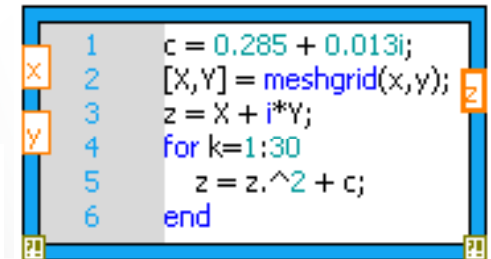 1 c = 0.285 + 0.013i;
x 2 [X,Y] = meshgrid(x,y); z
3 z = X + i*Y;
y 4 for k=1:30
5 z = z.^2 + c;
6 end
?! ?!